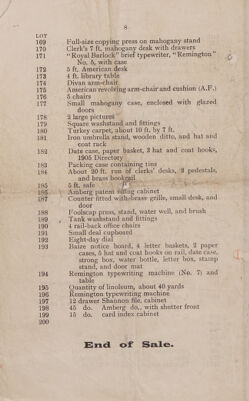 8
LOT
169 Full-size copying press on mahogany stand
170 Clerk's 7 ft. mahogany desk with drawers
171 "Royal Barlock" brief typewriter, "Remington"
No. 5, with case
172 5 ft. American desk
173 4 ft. library table
174 Divan arm-chair
175 American revolving arm-chair and cushion (A.F.)
176 5 chairs
177 Small mahogany case, enclosed with glazed
doors
178 2 large pictures
179 Square washstand and fittings
180 Turkey carpet, about 10 ft. by 7 ft.
181 Iron umbrella stand, wooden ditto, and hat and
coat rack
182 Date case, paper basket, 3 hat and coat hooks,
1905 Directory
183 Packing case containing tins
184 About 20 ft. run of clerks' desks, 3 pedestals,
and brass bookrail
185 5 ft. safe
186 Amberg patent filing cabinet
187 Counter fitted with brass grille, small desk, and
door
188 Foolscap press, stand, water well, and brush
189 Tank washstand and fittings
190 4 rail-back office chairs
191 Small deal cupboard
192 Eight-day dial
193 Baize notice board, 4 letter baskets, 2 paper
cases, 5 hat and coat hooks on rail, date case,
strong box, water bottle, letter box, stamp
stand, and door mat
194 Remington typewriting machine (No. 7) and
table
195 Quantity of linoleum, about 40 yards
196 Remington typewriting machine
197 12 drawer Shannon file, cabinet
198 45 do. Amberg do., with shutter front
199 15 do. card index cabinet
200
End of Sale.